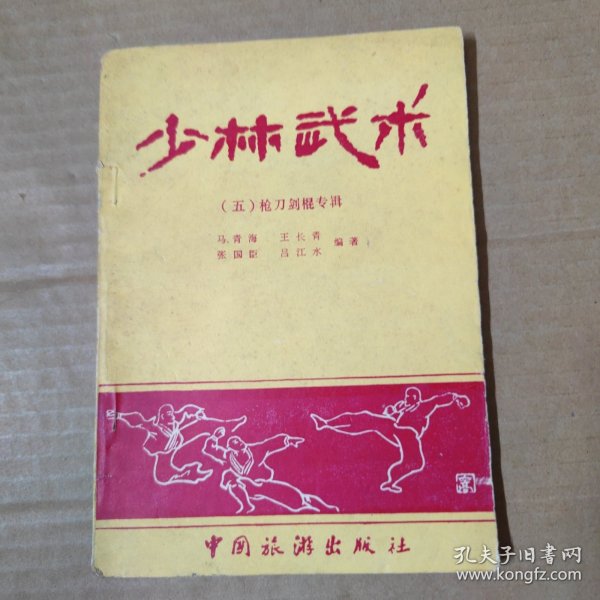 少林武术
（五）枪刀剑棍专辑
马青海 王长青
张国臣 吕江水 编著
中国旅游出版社
孔夫子旧书网
www.kongfz.com